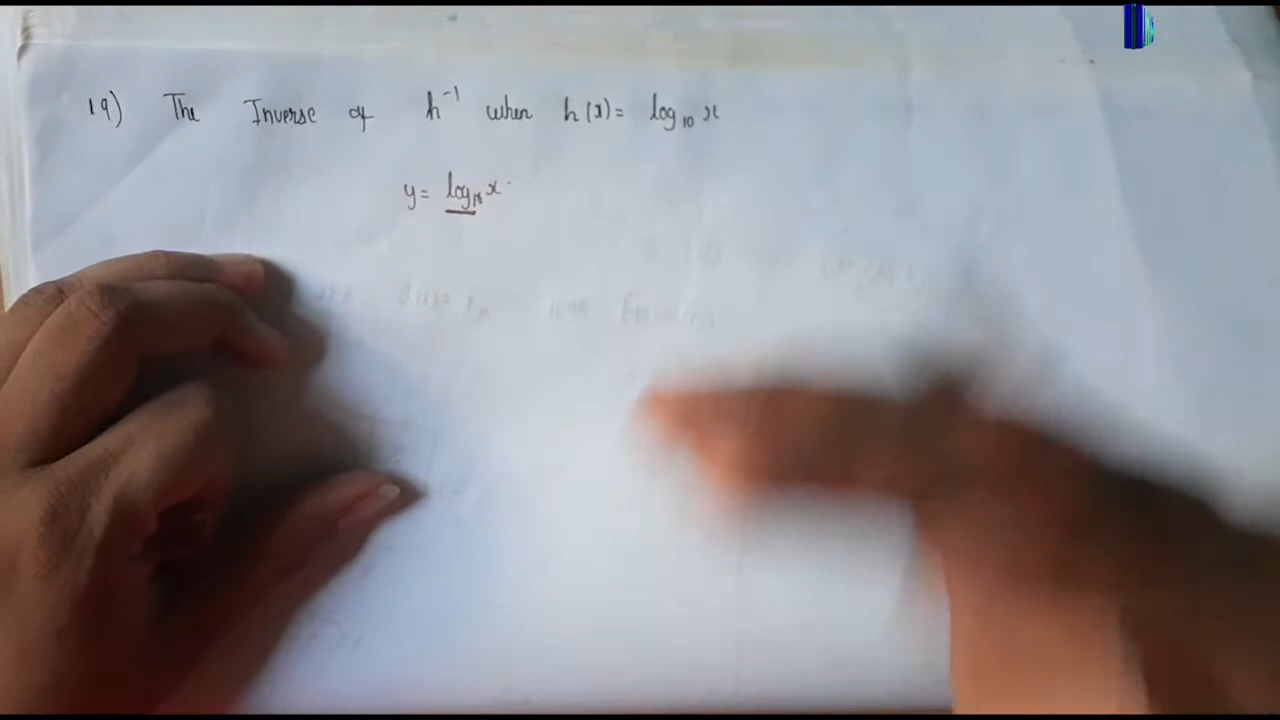 19) The Inverse of h⁻¹ when h(x)= log₁₀ x
y= log₁₀ x